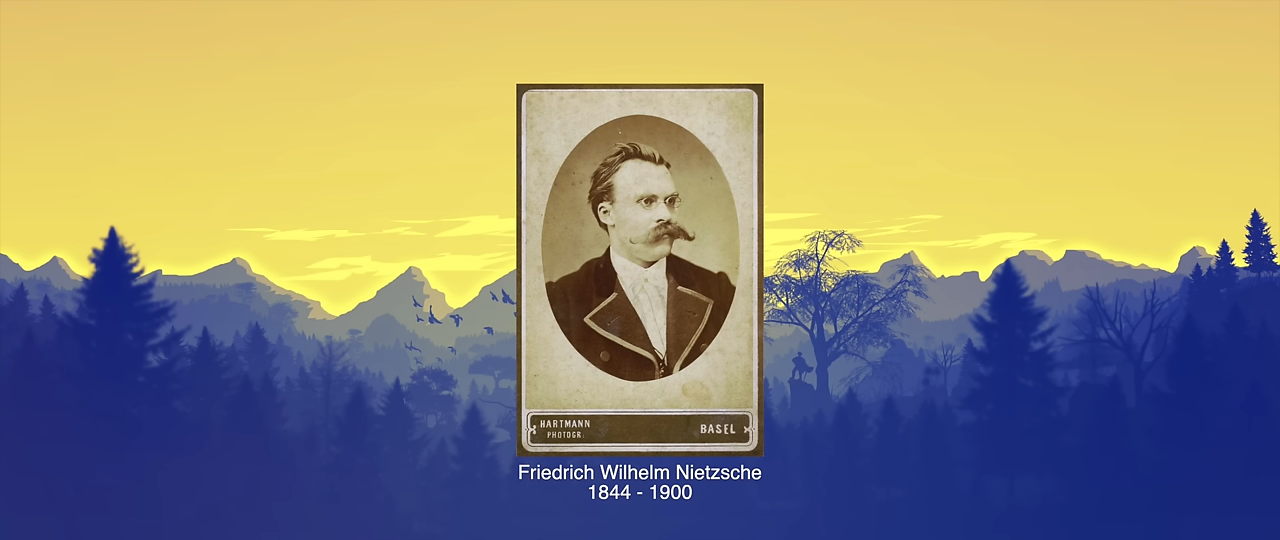 HARTMANN
PHOTOGR.
BASEL
Friedrich Wilhelm Nietzsche
1844 - 1900